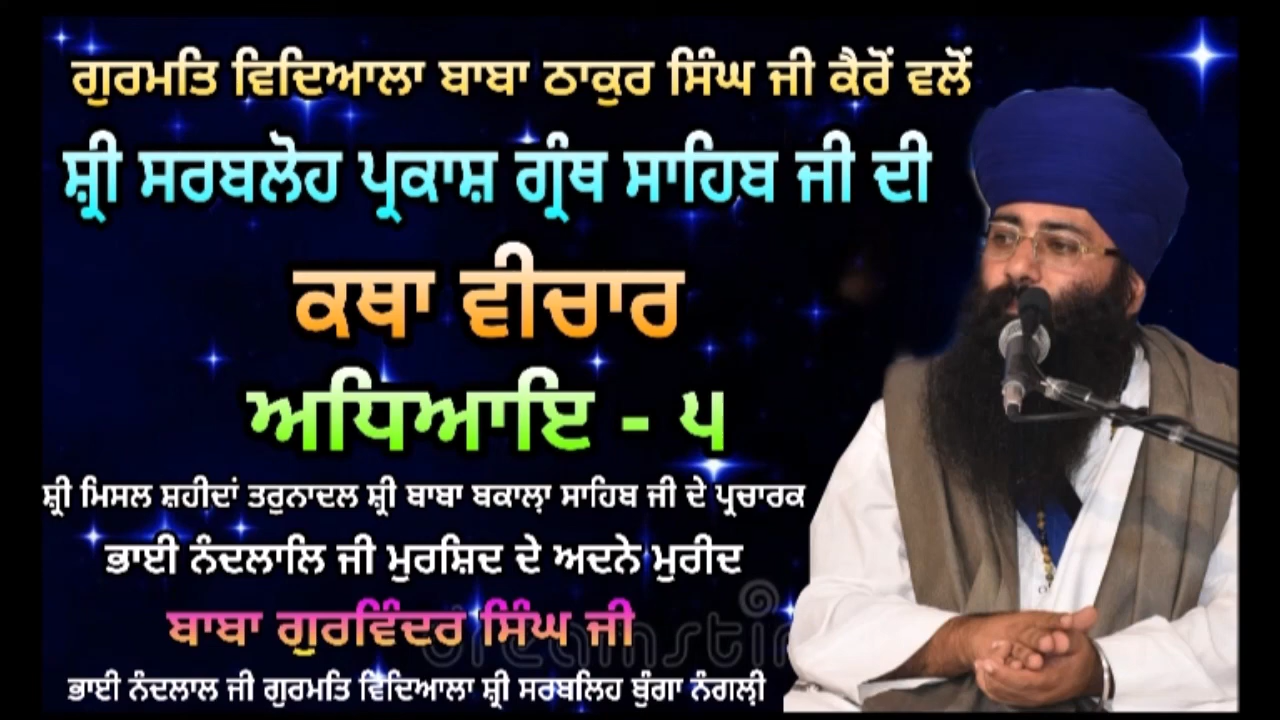 ਗੁਰਮਤਿ ਵਿਦਿਆਲਾ ਬਾਬਾ ਠਾਕੁਰ ਸਿੰਘ ਜੀ ਕੈਰੋਂ ਵਲੋਂ
ਸ਼੍ਰੀ ਸਰਬਲੋਹ ਪ੍ਰਕਾਸ਼ ਗ੍ਰੰਥ ਸਾਹਿਬ ਜੀ ਦੀ
ਕਥਾ ਵੀਚਾਰ
ਅਧਿਆਇ - ੫
ਸ਼੍ਰੀ ਮਿਸਲ ਸ਼ਹੀਦਾਂ ਤਰੁਨਾਦਲ ਸ਼੍ਰੀ ਬਾਬਾ ਬਕਾਲ਼ਾ ਸਾਹਿਬ ਜੀ ਦੇ ਪ੍ਰਚਾਰਕ
ਭਾਈ ਨੰਦਲਾਲਿ ਜੀ ਮੁਰਸ਼ਿਦ ਦੇ ਅਦਨੇ ਮੁਰੀਦ
ਬਾਬਾ ਗੁਰਵਿੰਦਰ ਸਿੰਘ ਜੀ
ਭਾਈ ਨੰਦਲਾਲ ਜੀ ਗੁਰਮਤਿ ਵਿਦਿਆਲਾ ਸ਼੍ਰੀ ਸਰਬਲਿਹ ਬੁੰਗਾ ਨੰਗਲ਼ੀ